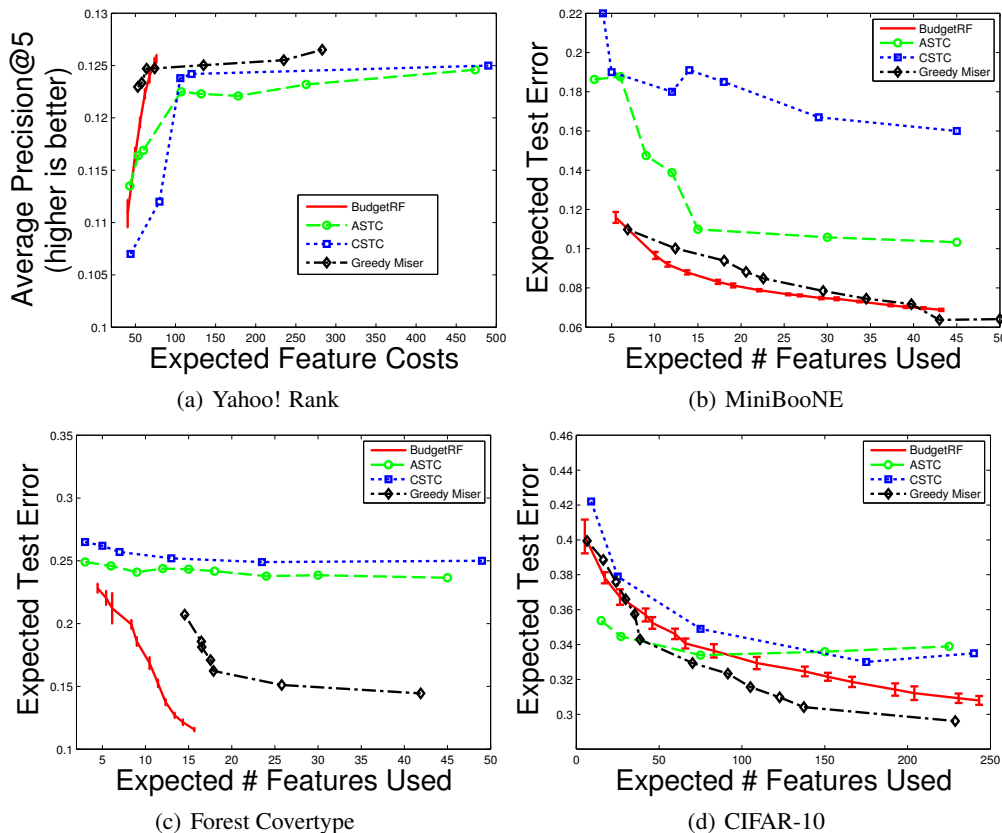 Average Precision@5
(higher is better)
0.13
0.125
0.12
0.115
0.11
0.105
0.1
50 100 150 200 250 300 350 400 450 500
BudgetRF
ASTC
CSTC
Greedy Miser
Expected Feature Costs
(a) Yahoo! Rank
Expected Test Error
0.22
0.2
0.18
0.16
0.14
0.12
0.1
0.08
0.06
5 10 15 20 25 30 35 40 45 50
BudgetRF
ASTC
CSTC
Greedy Miser
Expected # Features Used
(b) MiniBooNE
Expected Test Error
0.35
0.3
0.25
0.2
0.15
0.1
5 10 15 20 25 30 35 40 45 50
BudgetRF
ASTC
CSTC
Greedy Miser
Expected # Features Used
(c) Forest Covertype
Expected Test Error
0.46
0.44
0.42
0.4
0.38
0.36
0.34
0.32
0.3
0 50 100 150 200 250
BudgetRF
ASTC
CSTC
Greedy Miser
Expected # Features Used
(d) CIFAR-10